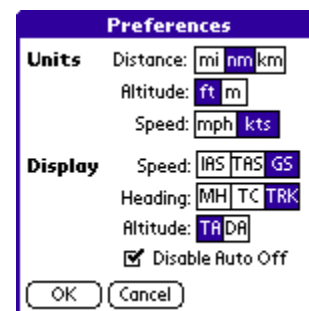 Preferences
Units Distance: mi nm km
Altitude: ft m
Speed: mph kts
Display Speed: IAS TAS GS
Heading: MH TC TRK
Altitude: TA DA
Disable Auto Off
OK Cancel